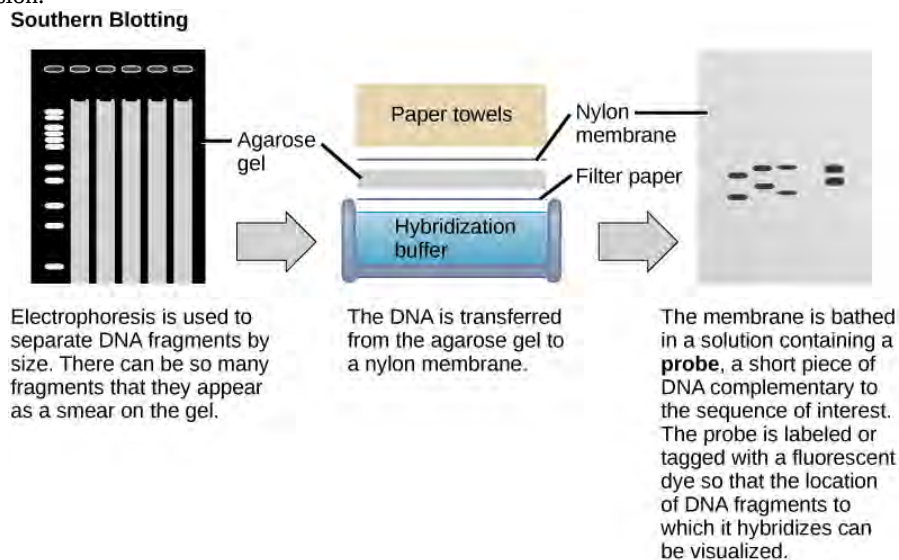 Southern Blotting
Agarose
gel
Paper towels
Nylon
membrane
Filter paper
Hybridization
buffer
Electrophoresis is used to
separate DNA fragments by
size. There can be so many
fragments that they appear
as a smear on the gel.
The DNA is transferred
from the agarose gel to
a nylon membrane.
The membrane is bathed
in a solution containing a
probe, a short piece of
DNA complementary to
the sequence of interest.
The probe is labeled or
tagged with a fluorescent
dye so that the location
of DNA fragments to
which it hybridizes can
be visualized.